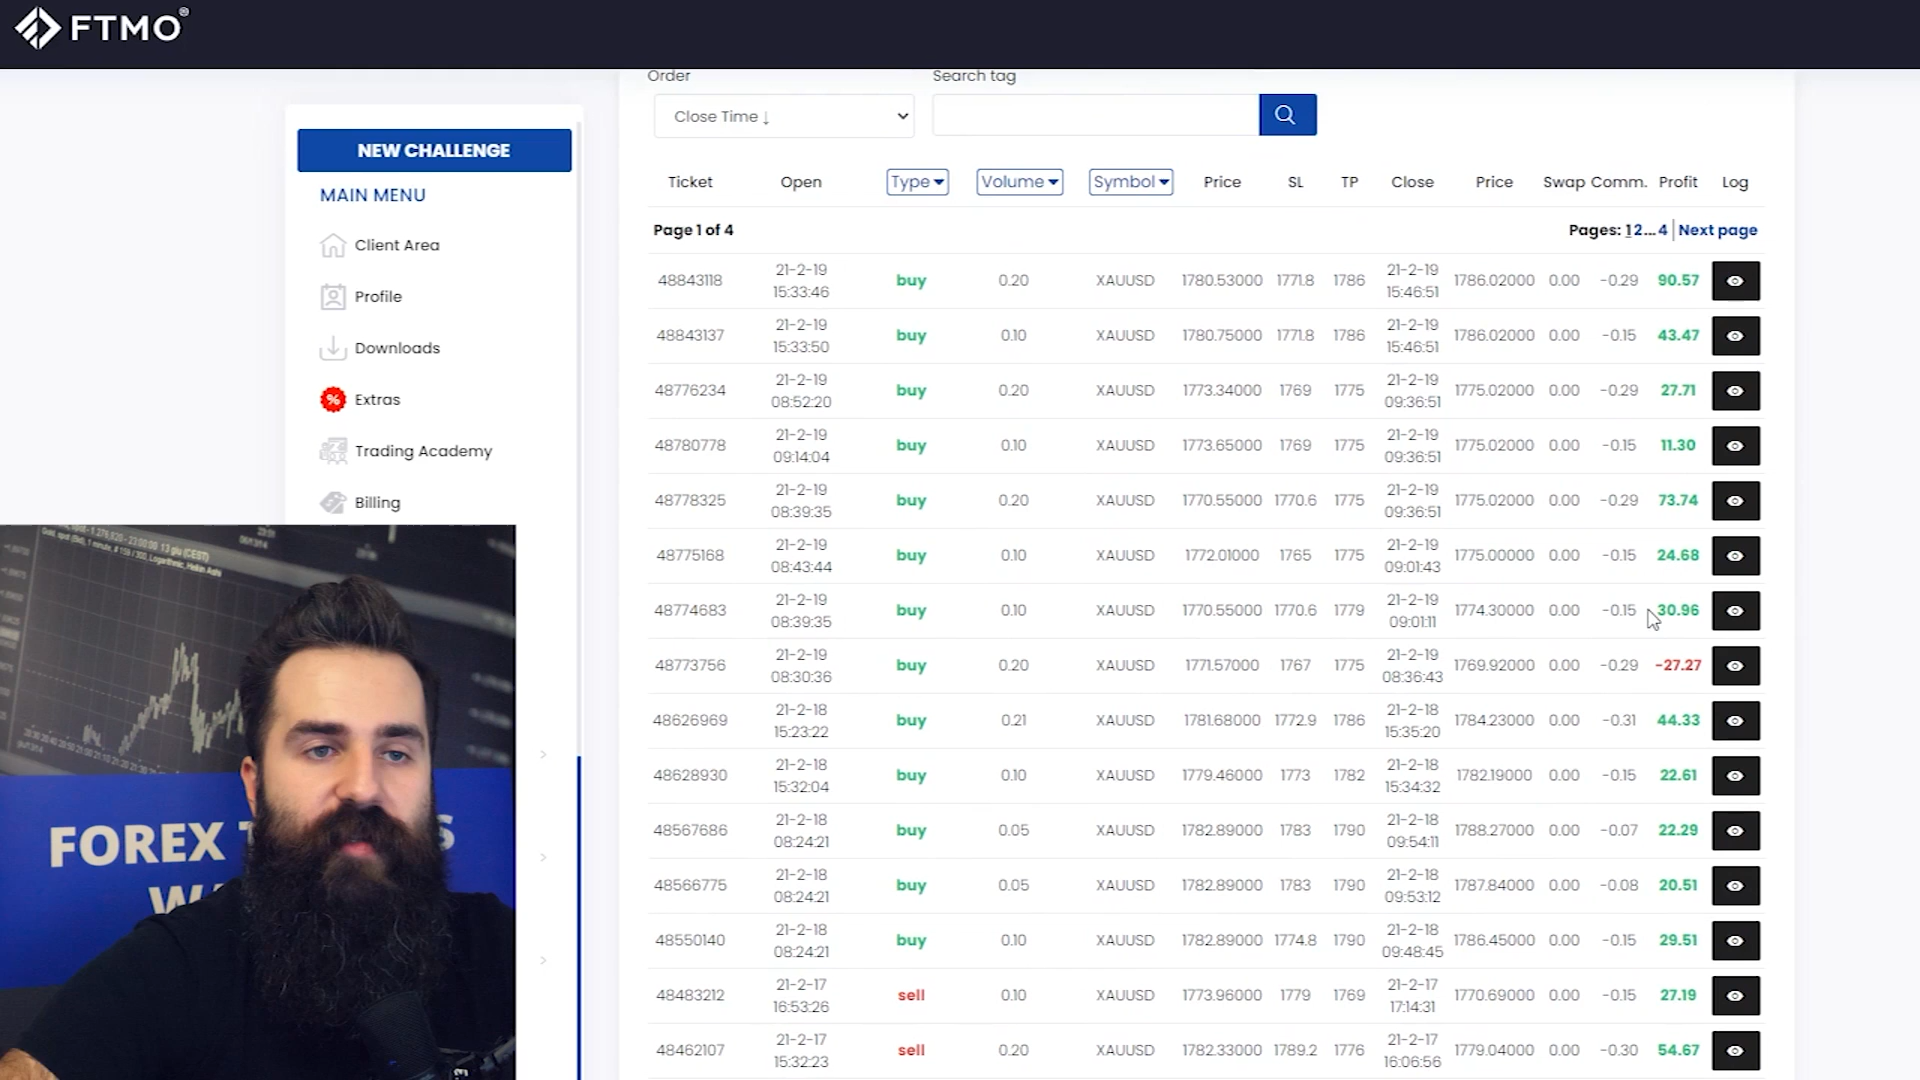 FTMO®
Order
Search tag
Close Time ↓
NEW CHALLENGE
MAIN MENU
Client Area
Profile
Downloads
% Extras
Trading Academy
Billing
Ticket Open Type Volume Symbol Price SL TP Close Price Swap Comm. Profit Log
Page 1 of 4
Pages: 1 2 ... 4 | Next page
48843118 21-2-19 15:33:46 buy 0.20 XAUUSD 1780.53000 1771.8 1786 21-2-19 15:46:51 1786.02000 0.00 -0.29 90.57
48843137 21-2-19 15:33:50 buy 0.10 XAUUSD 1780.75000 1771.8 1786 21-2-19 15:46:51 1786.02000 0.00 -0.15 43.47
48776234 21-2-19 08:52:20 buy 0.20 XAUUSD 1773.34000 1769 1775 21-2-19 09:36:51 1775.02000 0.00 -0.29 27.71
48780778 21-2-19 09:14:04 buy 0.10 XAUUSD 1773.65000 1769 1775 21-2-19 09:36:51 1775.02000 0.00 -0.15 11.30
48778325 21-2-19 08:39:35 buy 0.20 XAUUSD 1770.55000 1770.6 1775 21-2-19 09:36:51 1775.02000 0.00 -0.29 73.74
48775168 21-2-19 08:43:44 buy 0.10 XAUUSD 1772.01000 1765 1775 21-2-19 09:01:43 1775.00000 0.00 -0.15 24.68
48774683 21-2-19 08:39:35 buy 0.10 XAUUSD 1770.55000 1770.6 1779 21-2-19 09:01:11 1774.30000 0.00 -0.15 30.96
48773756 21-2-19 08:30:36 buy 0.20 XAUUSD 1771.57000 1767 1775 21-2-19 08:36:43 1769.92000 0.00 -0.29 -27.27
48626969 21-2-18 15:23:22 buy 0.21 XAUUSD 1781.68000 1772.9 1786 21-2-18 15:35:20 1784.23000 0.00 -0.31 44.33
48628930 21-2-18 15:32:04 buy 0.10 XAUUSD 1779.46000 1773 1782 21-2-18 15:34:32 1782.19000 0.00 -0.15 22.61
48567686 21-2-18 08:24:21 buy 0.05 XAUUSD 1782.89000 1783 1790 21-2-18 09:54:11 1788.27000 0.00 -0.07 22.29
48566775 21-2-18 08:24:21 buy 0.05 XAUUSD 1782.89000 1783 1790 21-2-18 09:53:12 1787.84000 0.00 -0.08 20.51
48550140 21-2-18 08:24:21 buy 0.10 XAUUSD 1782.89000 1774.8 1790 21-2-18 09:48:45 1786.45000 0.00 -0.15 29.51
48483212 21-2-17 16:53:26 sell 0.10 XAUUSD 1773.96000 1779 1769 21-2-17 17:14:31 1770.69000 0.00 -0.15 27.19
48462107 21-2-17 15:32:23 sell 0.20 XAUUSD 1782.33000 1789.2 1776 21-2-17 16:06:56 1779.04000 0.00 -0.30 54.67
FOREX